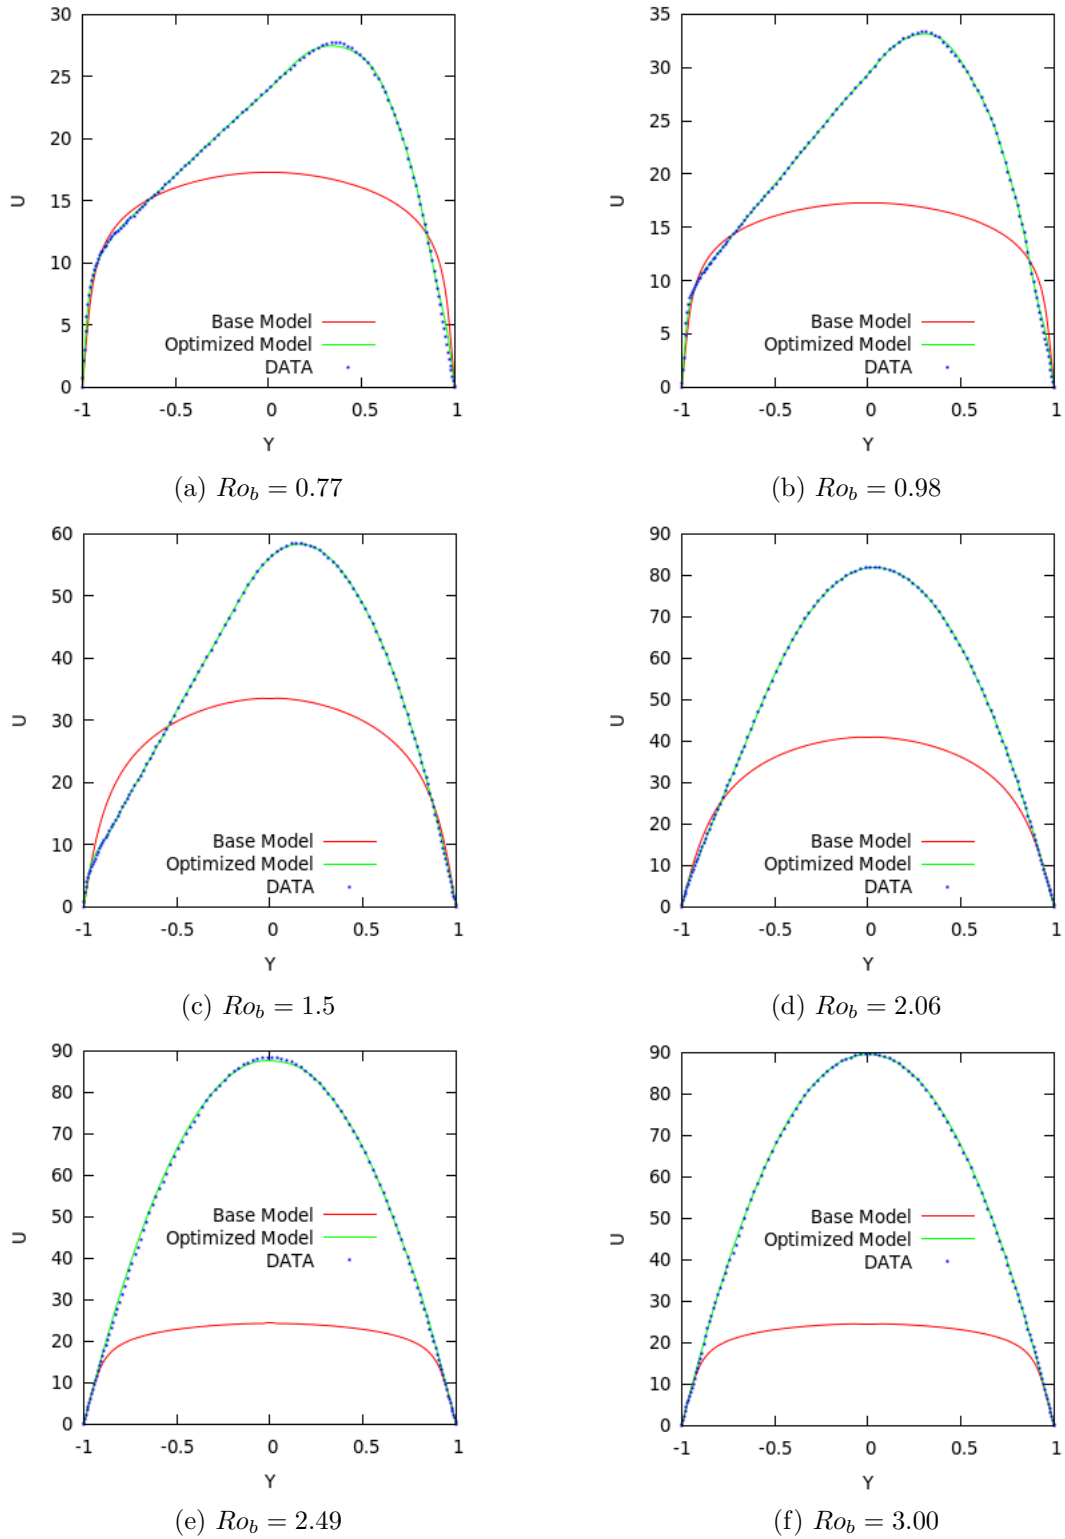 30
25
20
15
10
5
0
U
-1 -0.5 0 0.5 1
Y
Base Model
Optimized Model
DATA
(a) Ro_b = 0.77
35
30
25
20
15
10
5
0
U
-1 -0.5 0 0.5 1
Y
Base Model
Optimized Model
DATA
(b) Ro_b = 0.98
60
50
40
30
20
10
0
U
-1 -0.5 0 0.5 1
Y
Base Model
Optimized Model
DATA
(c) Ro_b = 1.5
90
80
70
60
50
40
30
20
10
0
U
-1 -0.5 0 0.5 1
Y
Base Model
Optimized Model
DATA
(d) Ro_b = 2.06
90
80
70
60
50
40
30
20
10
0
U
-1 -0.5 0 0.5 1
Y
Base Model
Optimized Model
DATA
(e) Ro_b = 2.49
90
80
70
60
50
40
30
20
10
0
U
-1 -0.5 0 0.5 1
Y
Base Model
Optimized Model
DATA
(f) Ro_b = 3.00